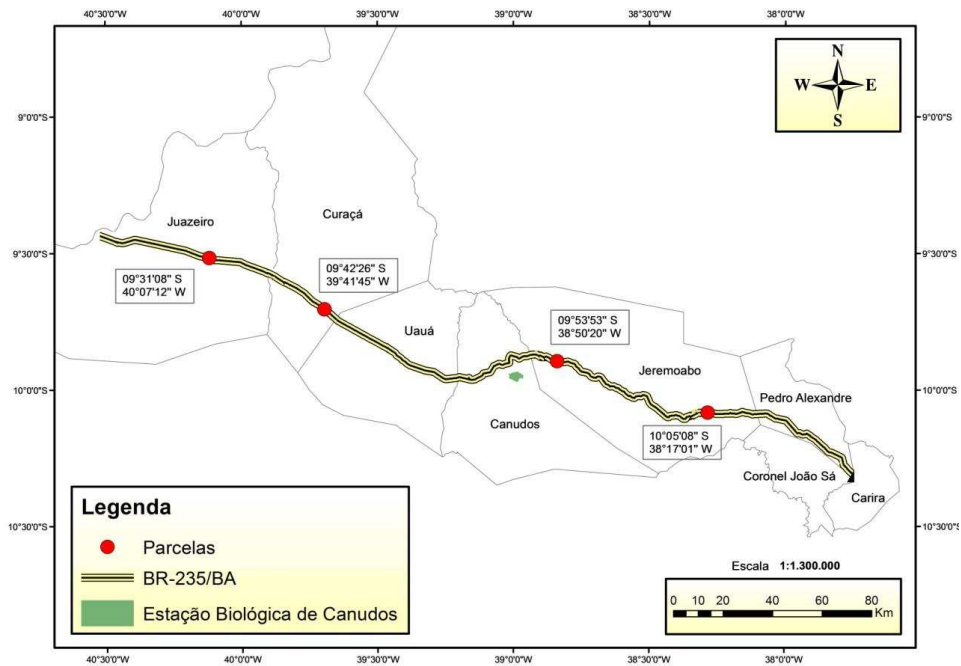 40°30'0"W 40°0'0"W 39°30'0"W 39°0'0"W 38°30'0"W 38°0'0"W
N
W E
S
9°0'0"S 9°0'0"S
Juazeiro
Curaçá
9°30'0"S 9°30'0"S
09°31'08" S
40°07'12" W
09°42'26" S
39°41'45" W
Uauá
09°53'53" S
38°50'20" W
Jeremoabo
10°0'0"S 10°0'0"S
Pedro Alexandre
Canudos
10°05'08" S
38°17'01" W
Coronel João Sá
Carira
10°30'0"S 10°30'0"S
Legenda
Parcelas
BR-235/BA
Estação Biológica de Canudos
Escala 1:1.300.000
0 10 20 40 60 80
Km
40°30'0"W 40°0'0"W 39°30'0"W 39°0'0"W 38°30'0"W 38°0'0"W